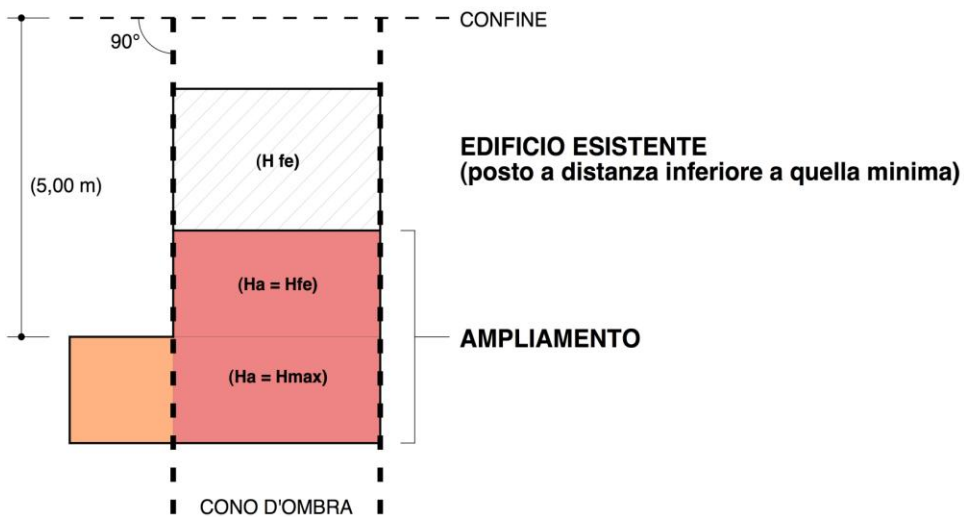 CONFINE
90°
(H fe)
EDIFICIO ESISTENTE
(posto a distanza inferiore a quella minima)
(5,00 m)
(Ha = Hfe)
AMPLIAMENTO
(Ha = Hmax)
CONO D'OMBRA